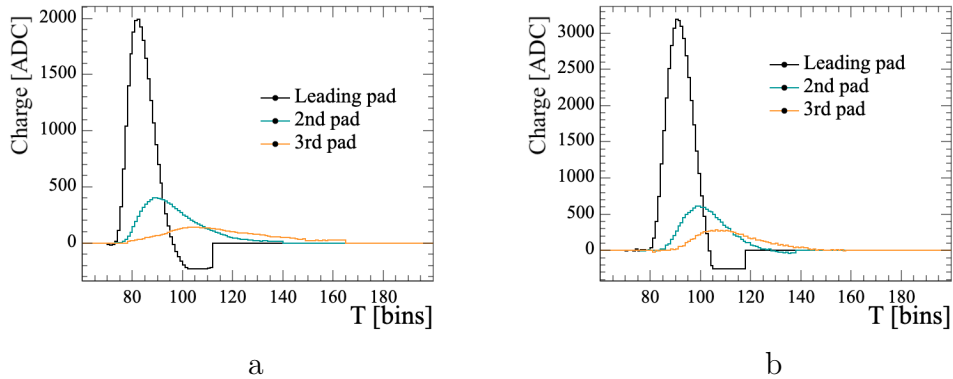 Charge [ADC]
2000
1500
1000
500
0
Leading pad
2nd pad
3rd pad
80 100 120 140 160 180
T [bins]
a
Charge [ADC]
3000
2500
2000
1500
1000
500
0
Leading pad
2nd pad
3rd pad
80 100 120 140 160 180
T [bins]
b